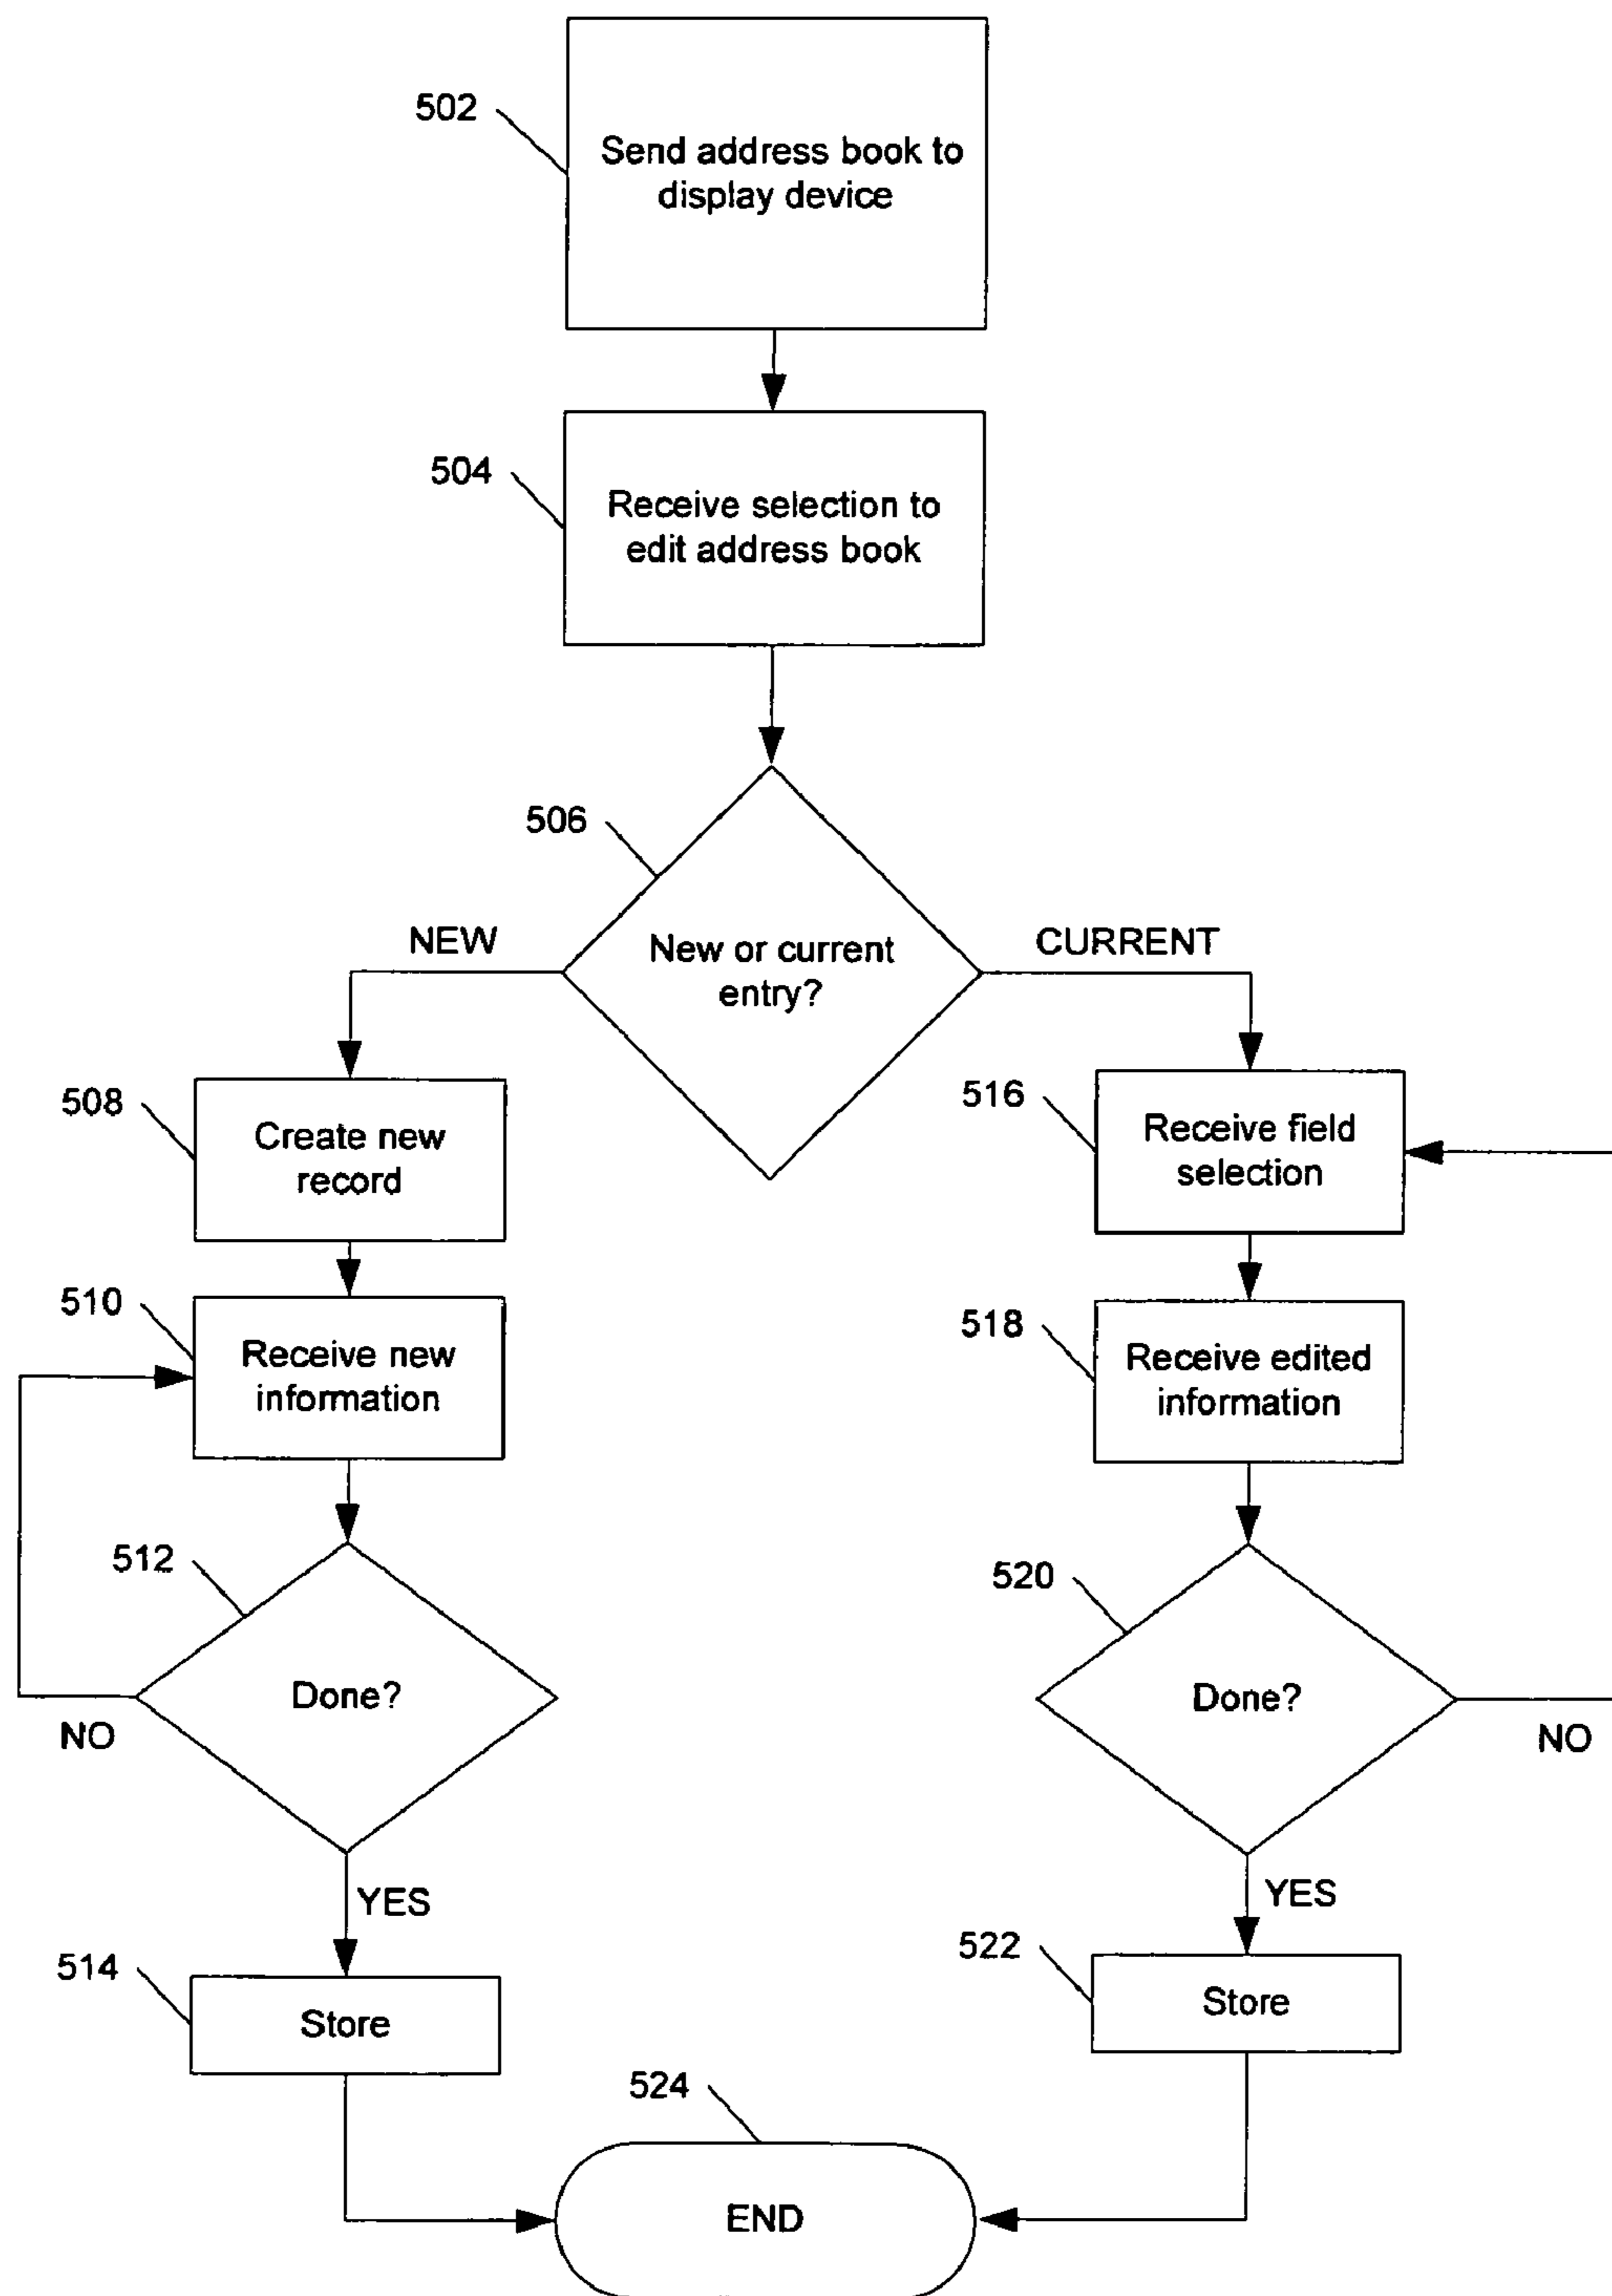 502
Send address book to
display device
504
Receive selection to
edit address book
506
New or current
entry?
NEW
CURRENT
508
Create new
record
516
Receive field
selection
510
Receive new
information
518
Receive edited
information
512
Done?
NO
520
Done?
NO
YES
YES
514
Store
522
Store
524
END